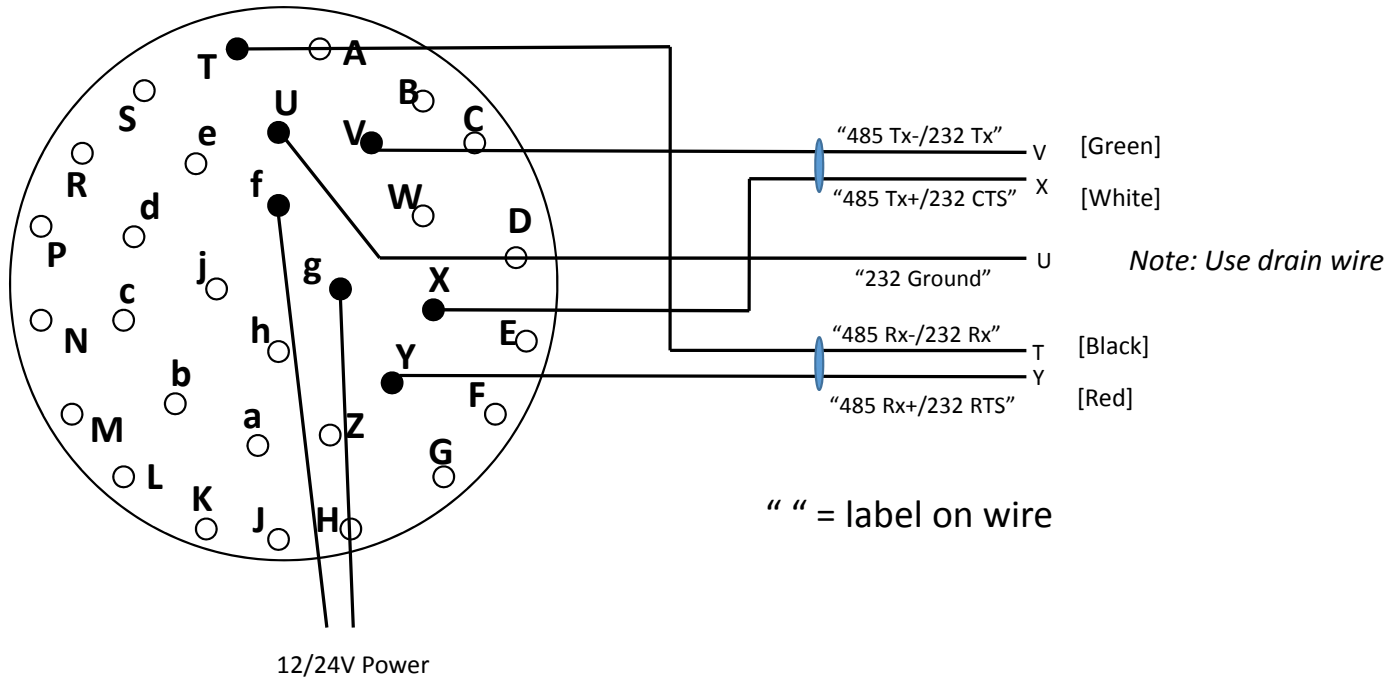 T
A
B
C
S
U
V
e
R
f
d
W
D
P
j
g
X
c
N
h
E
Y
b
F
M
a
Z
G
L
K
J
H
“485 Tx-/232 Tx”
V
[Green]
X
“485 Tx+/232 CTS”
[White]
U
Note: Use drain wire
“232 Ground”
“485 Rx-/232 Rx”
T
[Black]
Y
“485 Rx+/232 RTS”
[Red]
“ “ = label on wire
12/24V Power